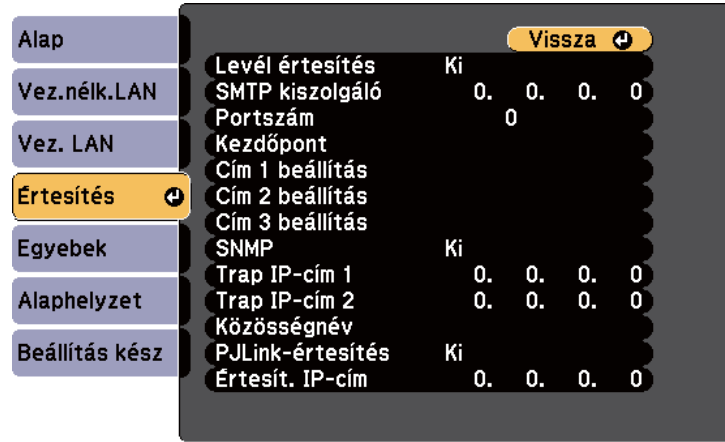 Alap
Vez.nélk.LAN
Vez. LAN
Értesítés
Egyebek
Alaphelyzet
Beállítás kész
Vissza
Levél értesítés Ki
SMTP kiszolgáló 0. 0. 0. 0
Portszám 0
Kezdőpont
Cím 1 beállítás
Cím 2 beállítás
Cím 3 beállítás
SNMP Ki
Trap IP-cím 1 0. 0. 0. 0
Trap IP-cím 2 0. 0. 0. 0
Közösségnév
PJLink-értesítés Ki
Értesít. IP-cím 0. 0. 0. 0